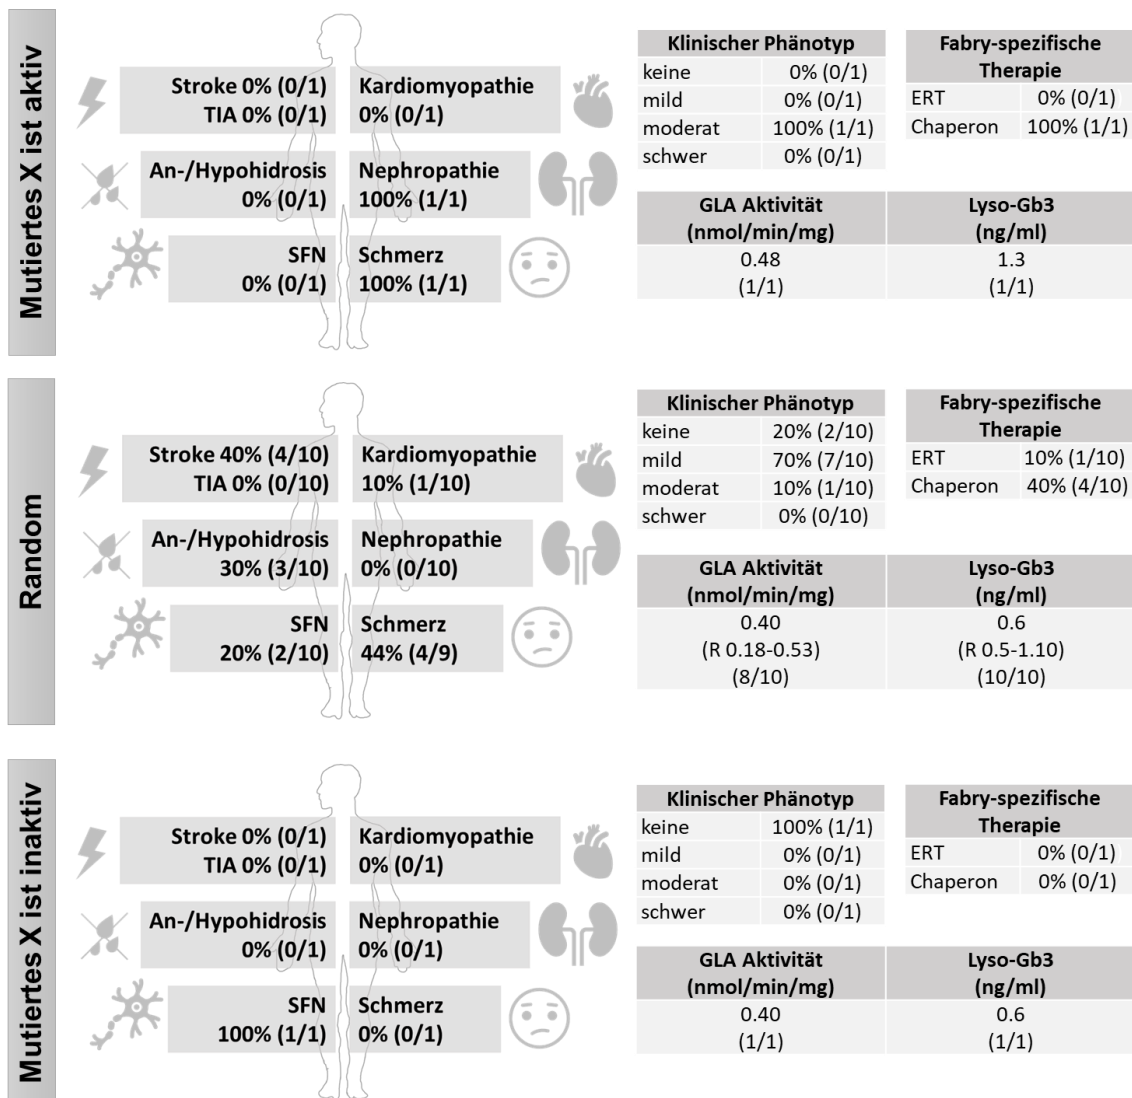 Mutiertes X ist aktiv
Stroke 0% (0/1)
TIA 0% (0/1)
Kardiomyopathie
0% (0/1)
An-/Hypohidrosis
0% (0/1)
Nephropathie
100% (1/1)
SFN
0% (0/1)
Schmerz
100% (1/1)
Klinischer Phänotyp
keine 0% (0/1)
mild 0% (0/1)
moderat 100% (1/1)
schwer 0% (0/1)
Fabry-spezifische
Therapie
ERT 0% (0/1)
Chaperon 100% (1/1)
GLA Aktivität
(nmol/min/mg)
0.48
(1/1)
Lyso-Gb3
(ng/ml)
1.3
(1/1)
Random
Stroke 40% (4/10)
TIA 0% (0/10)
Kardiomyopathie
10% (1/10)
An-/Hypohidrosis
30% (3/10)
Nephropathie
0% (0/10)
SFN
20% (2/10)
Schmerz
44% (4/9)
Klinischer Phänotyp
keine 20% (2/10)
mild 70% (7/10)
moderat 10% (1/10)
schwer 0% (0/10)
Fabry-spezifische
Therapie
ERT 10% (1/10)
Chaperon 40% (4/10)
GLA Aktivität
(nmol/min/mg)
0.40
(R 0.18-0.53)
(8/10)
Lyso-Gb3
(ng/ml)
0.6
(R 0.5-1.10)
(10/10)
Mutiertes X ist inaktiv
Stroke 0% (0/1)
TIA 0% (0/1)
Kardiomyopathie
0% (0/1)
An-/Hypohidrosis
0% (0/1)
Nephropathie
0% (0/1)
SFN
100% (1/1)
Schmerz
0% (0/1)
Klinischer Phänotyp
keine 100% (1/1)
mild 0% (0/1)
moderat 0% (0/1)
schwer 0% (0/1)
Fabry-spezifische
Therapie
ERT 0% (0/1)
Chaperon 0% (0/1)
GLA Aktivität
(nmol/min/mg)
0.40
(1/1)
Lyso-Gb3
(ng/ml)
0.6
(1/1)